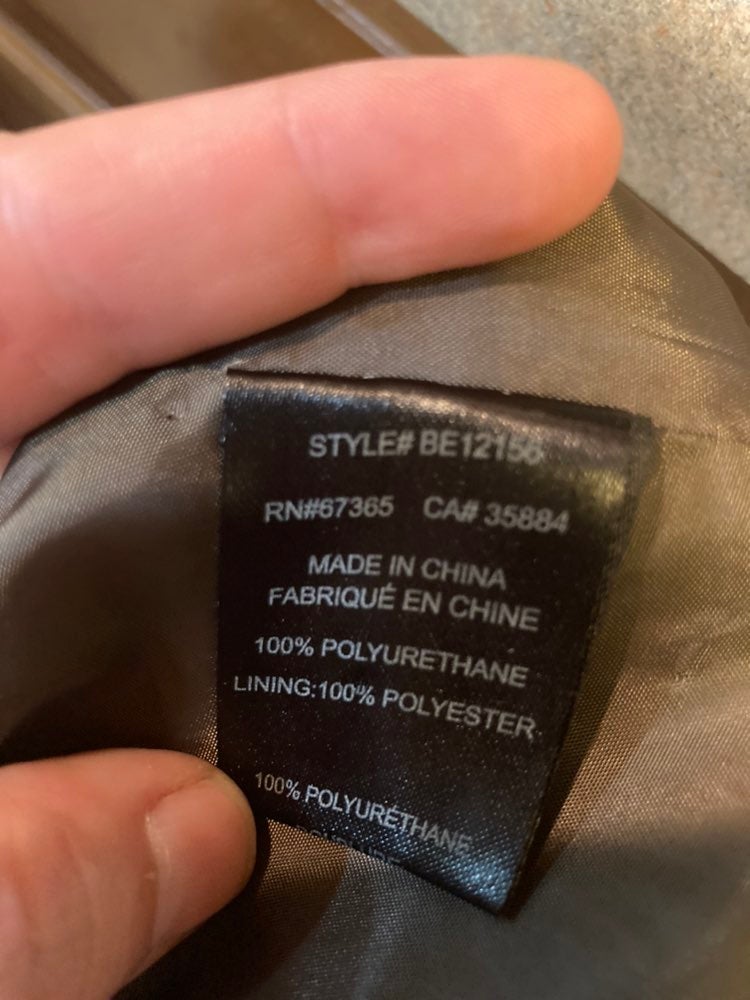 STYLE# BE12156
RN#67365 CA# 35884
MADE IN CHINA
FABRIQUÉ EN CHINE
100% POLYURETHANE
LINING:100% POLYESTER
100% POLYURÉTHANE